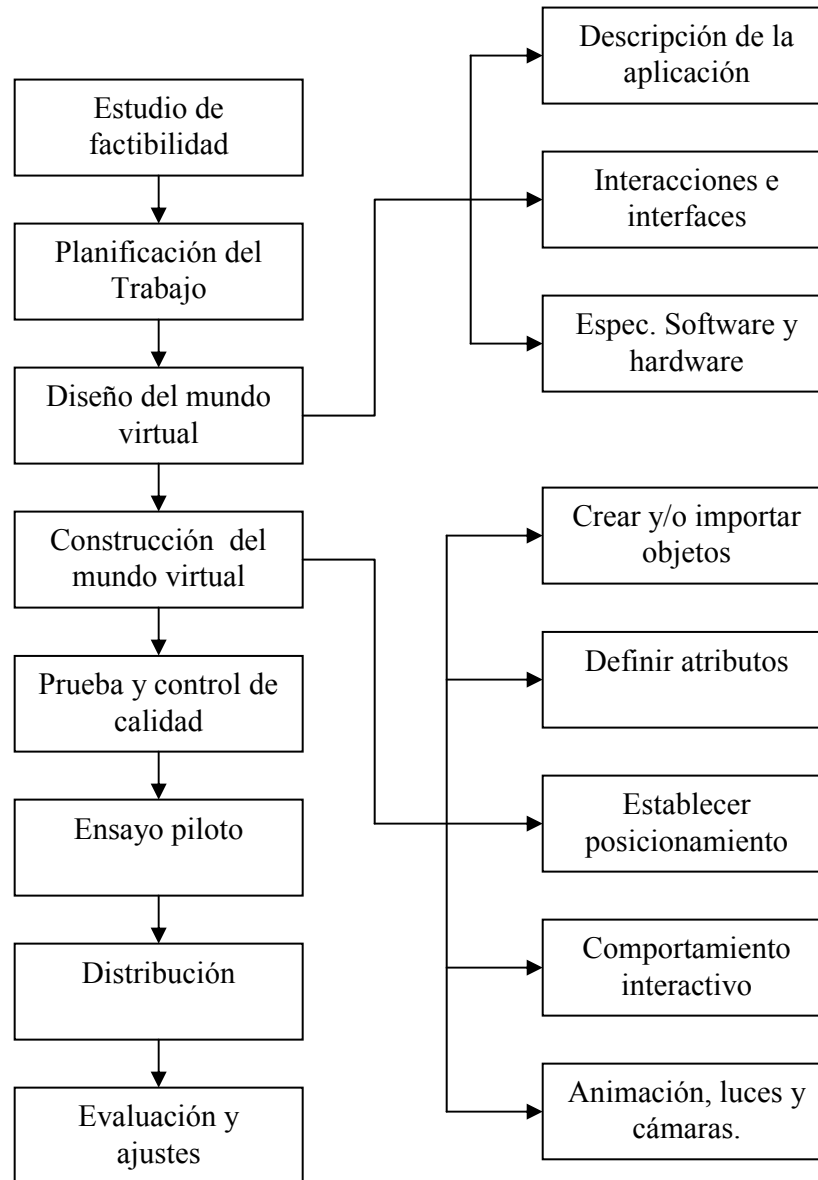 Estudio de
factibilidad
Planificación del
Trabajo
Diseño del mundo
virtual
Construcción  del
mundo virtual
Prueba y control de
calidad
Ensayo piloto
Distribución
Evaluación y
ajustes
Descripción de la
aplicación
Interacciones e
interfaces
Espec. Software y
hardware
Crear y/o importar
objetos
Definir atributos
Establecer
posicionamiento
Comportamiento
interactivo
Animación, luces y
cámaras.